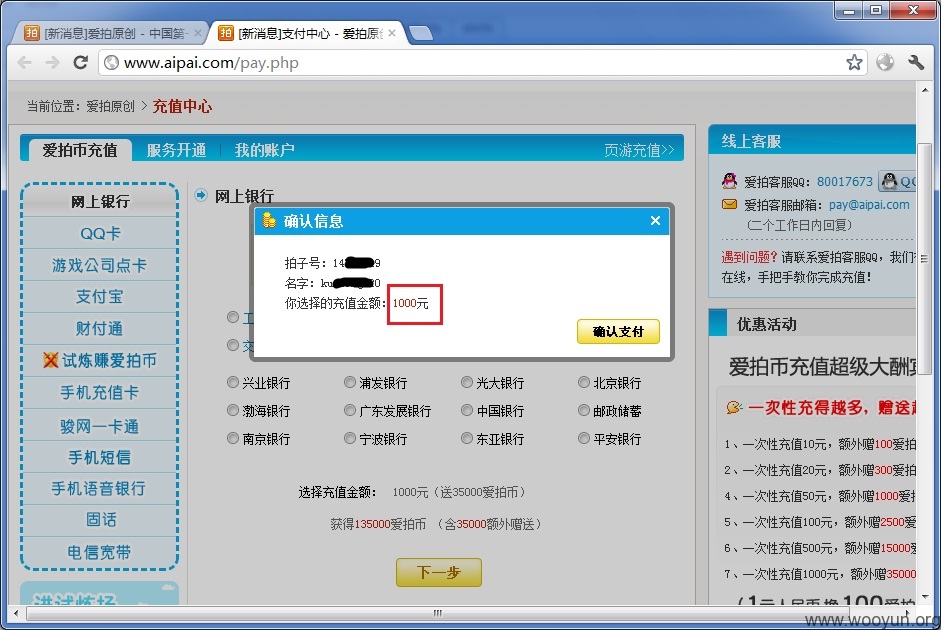 [新消息]爱拍原创 - 中国第一
[新消息]支付中心 - 爱拍原创
www.aipai.com/pay.php
当前位置：爱拍原创 > 充值中心
爱拍币充值
服务开通
我的账户
页游充值>>
网上银行
QQ卡
游戏公司点卡
支付宝
财付通
试炼赚爱拍币
手机充值卡
骏网一卡通
手机短信
手机语音银行
固话
电信宽带
网上银行
确认信息
拍子号：14 9
名字：ku 0
你选择的充值金额：1000元
确认支付
工
交
兴业银行 浦发银行 光大银行 北京银行
渤海银行 广东发展银行 中国银行 邮政储蓄
南京银行 宁波银行 东亚银行 平安银行
选择充值金额： 1000元（送35000爱拍币）
获得135000爱拍币 （含35000额外赠送）
下一步
线上客服
爱拍客服QQ：80017673 QQ
爱拍客服邮箱：pay@aipai.com
（二个工作日内回复）
遇到问题？请联系爱拍客服QQ，我们
在线，手把手教你完成充值！
优惠活动
爱拍币充值超级大酬宾
一次性充得越多，赠送
1、一次性充值10元，额外赠100爱拍
2、一次性充值20元，额外赠300爱拍
4、一次性充值50元，额外赠1000爱拍
5、一次性充值100元，额外赠2500爱
6、一次性充值500元，额外赠15000爱
7、一次性充值1000元，额外赠35000
（1元人民币换100爱拍
www.wooyun.org